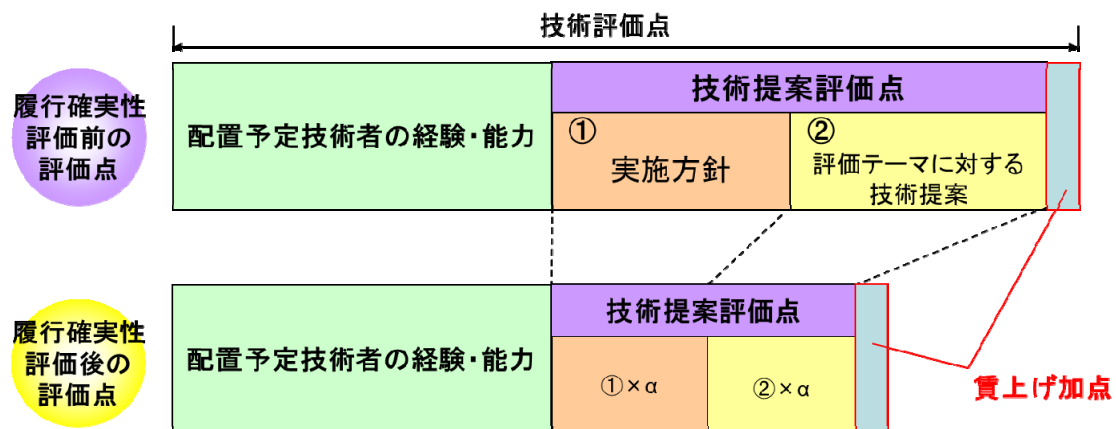 技術評価点
履行確実性
評価前の
評価点
配置予定技術者の経験・能力
技術提案評価点
①
実施方針
②
評価テーマに対する
技術提案
履行確実性
評価後の
評価点
配置予定技術者の経験・能力
技術提案評価点
①×α
②×α
賃上げ加点